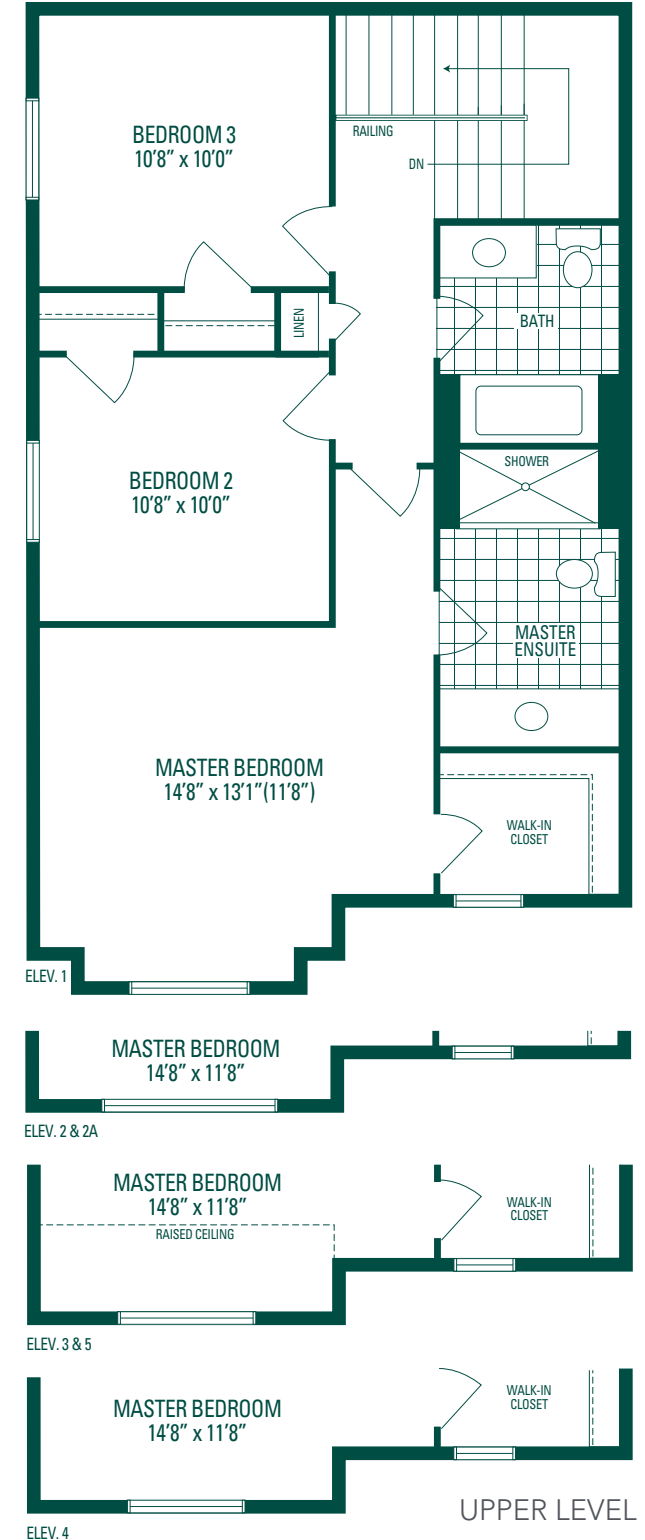 BEDROOM 3
10'8" x 10'0"
RAILING
DN
LINEN
BATH
BEDROOM 2
10'8" x 10'0"
SHOWER
MASTER
ENSUITE
MASTER BEDROOM
14'8" x 13'1"(11'8")
WALK-IN
CLOSET
ELEV. 1
MASTER BEDROOM
14'8" x 11'8"
ELEV. 2 & 2A
MASTER BEDROOM
14'8" x 11'8"
RAISED CEILING
WALK-IN
CLOSET
ELEV. 3 & 5
MASTER BEDROOM
14'8" x 11'8"
WALK-IN
CLOSET
ELEV. 4
UPPER LEVEL